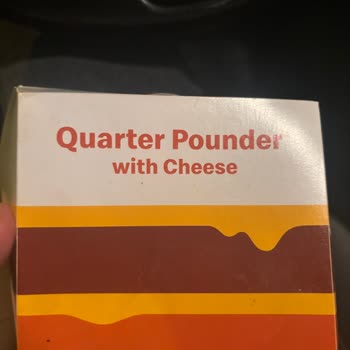 Quarter Pounder
with Cheese